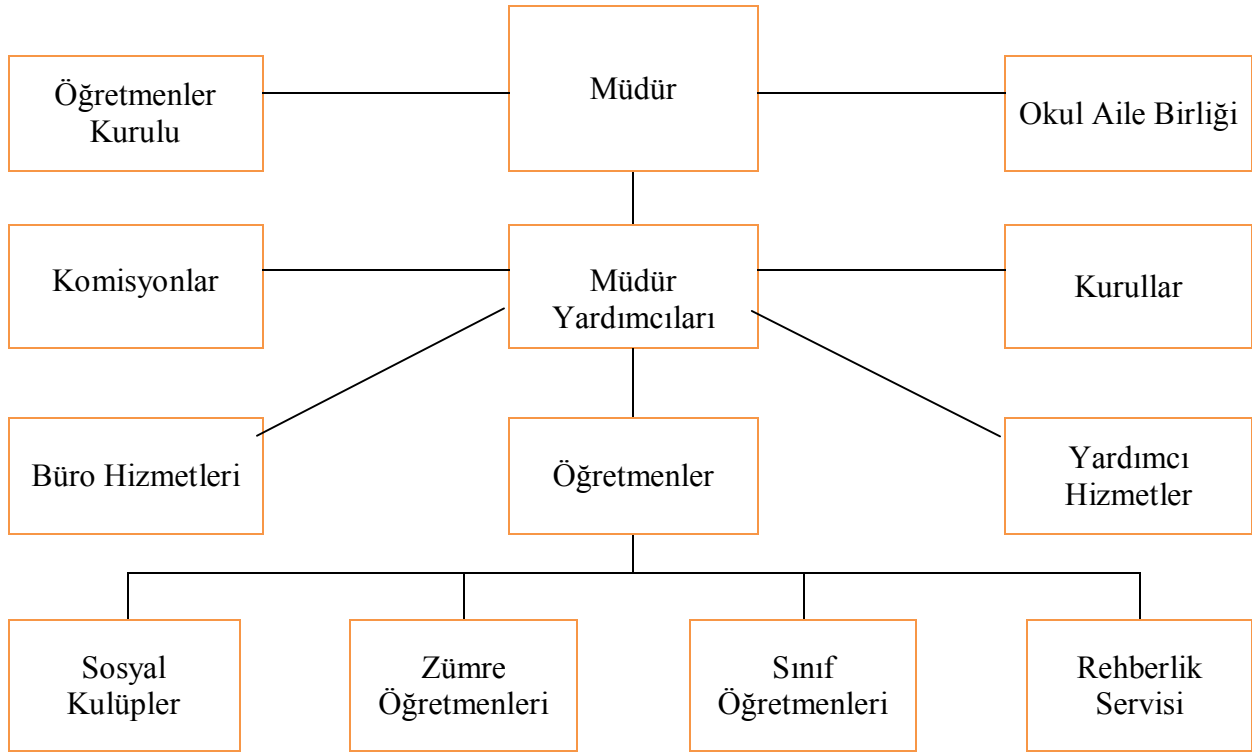 Öğretmenler
Kurulu
Müdür
Okul Aile Birliği
Komisyonlar
Müdür
Yardımcıları
Kurullar
Büro Hizmetleri
Öğretmenler
Yardımcı
Hizmetler
Sosyal
Kulüpler
Zümre
Öğretmenleri
Sınıf
Öğretmenleri
Rehberlik
Servisi